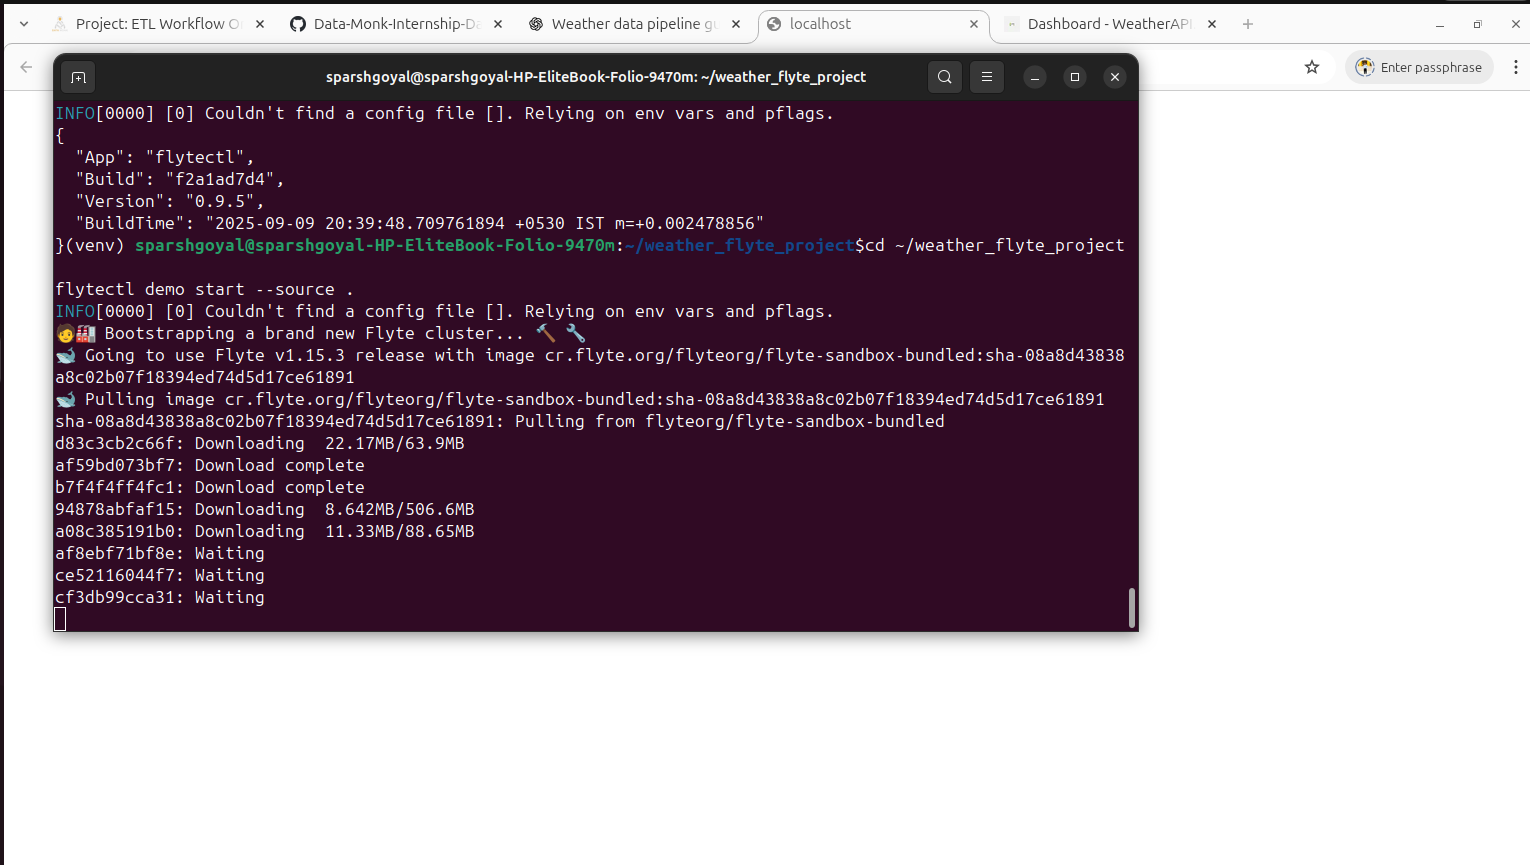 Project: ETL Workflow O
Data-Monk-Internship-Da
Weather data pipeline gu
localhost
Dashboard - WeatherAPI
Enter passphrase
sparshgoyal@sparshgoyal-HP-EliteBook-Folio-9470m: ~/weather_flyte_project
INFO[0000] [0] Couldn't find a config file []. Relying on env vars and pflags.
{
  "App": "flytectl",
  "Build": "f2a1ad7d4",
  "Version": "0.9.5",
  "BuildTime": "2025-09-09 20:39:48.709761894 +0530 IST m=+0.002478856"
}(venv) sparshgoyal@sparshgoyal-HP-EliteBook-Folio-9470m:~/weather_flyte_project$cd ~/weather_flyte_project
flytectl demo start --source .
INFO[0000] [0] Couldn't find a config file []. Relying on env vars and pflags.
🧑‍🏭 Bootstrapping a brand new Flyte cluster... 🔨 🔧
🐋 Going to use Flyte v1.15.3 release with image cr.flyte.org/flyteorg/flyte-sandbox-bundled:sha-08a8d43838
a8c02b07f18394ed74d5d17ce61891
🐋 Pulling image cr.flyte.org/flyteorg/flyte-sandbox-bundled:sha-08a8d43838a8c02b07f18394ed74d5d17ce61891
sha-08a8d43838a8c02b07f18394ed74d5d17ce61891: Pulling from flyteorg/flyte-sandbox-bundled
d83c3cb2c66f: Downloading  22.17MB/63.9MB
af59bd073bf7: Download complete
b7f4f4ff4fc1: Download complete
94878abfaf15: Downloading  8.642MB/506.6MB
a08c385191b0: Downloading  11.33MB/88.65MB
af8ebf71bf8e: Waiting
ce52116044f7: Waiting
cf3db99cca31: Waiting